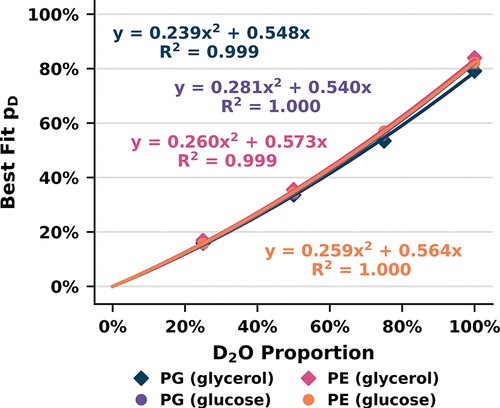 100%
80%
60%
40%
20%
0%
Best Fit p_D
y = 0.239x² + 0.548x
R² = 0.999
y = 0.281x² + 0.540x
R² = 1.000
y = 0.260x² + 0.573x
R² = 0.999
y = 0.259x² + 0.564x
R² = 1.000
0% 20% 40% 60% 80% 100%
D₂O Proportion
PG (glycerol) PE (glycerol)
PG (glucose) PE (glucose)